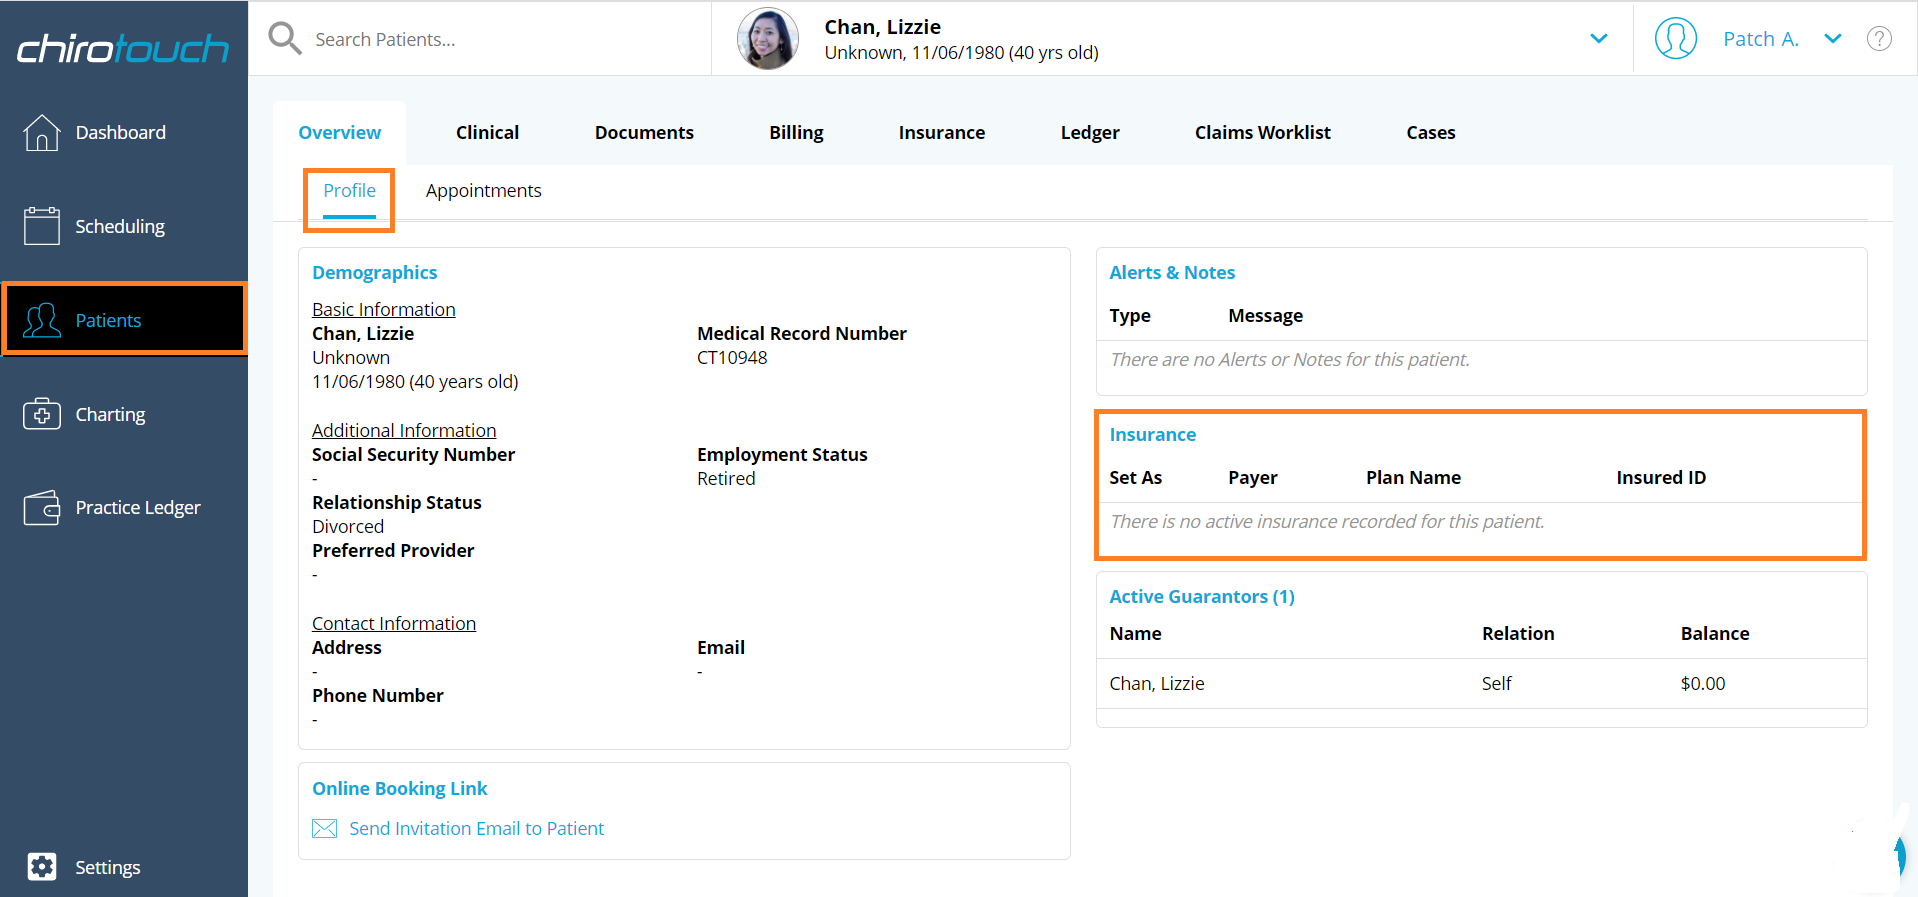 chirotouch
Search Patients...
Chan, Lizzie
Unknown, 11/06/1980 (40 yrs old)
Patch A.
?
Dashboard
Scheduling
Patients
Charting
Practice Ledger
Settings
Overview Clinical Documents Billing Insurance Ledger Claims Worklist Cases
Profile Appointments
Demographics
Basic Information
Chan, Lizzie Medical Record Number
Unknown CT10948
11/06/1980 (40 years old)
Additional Information
Social Security Number Employment Status
- Retired
Relationship Status
Divorced
Preferred Provider
-
Contact Information
Address Email
- -
Phone Number
-
Online Booking Link
Send Invitation Email to Patient
Alerts & Notes
Type Message
There are no Alerts or Notes for this patient.
Insurance
Set As Payer Plan Name Insured ID
There is no active insurance recorded for this patient.
Active Guarantors (1)
Name Relation Balance
Chan, Lizzie Self $0.00